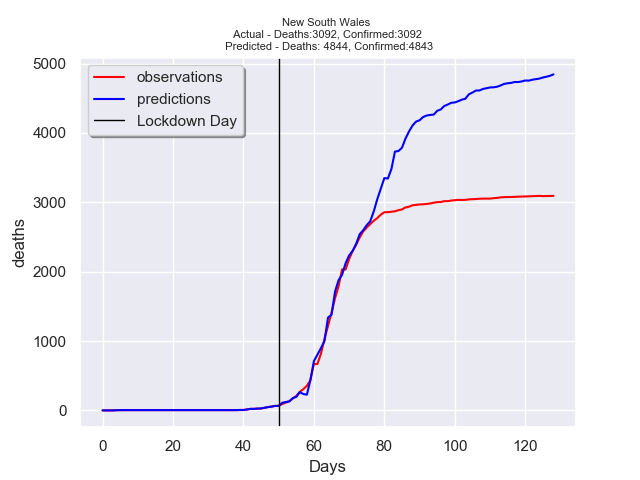 New South Wales
Actual - Deaths:3092, Confirmed:3092
Predicted - Deaths: 4844, Confirmed:4843
observations
predictions
Lockdown Day
5000
4000
3000
2000
1000
0
deaths
0 20 40 60 80 100 120
Days